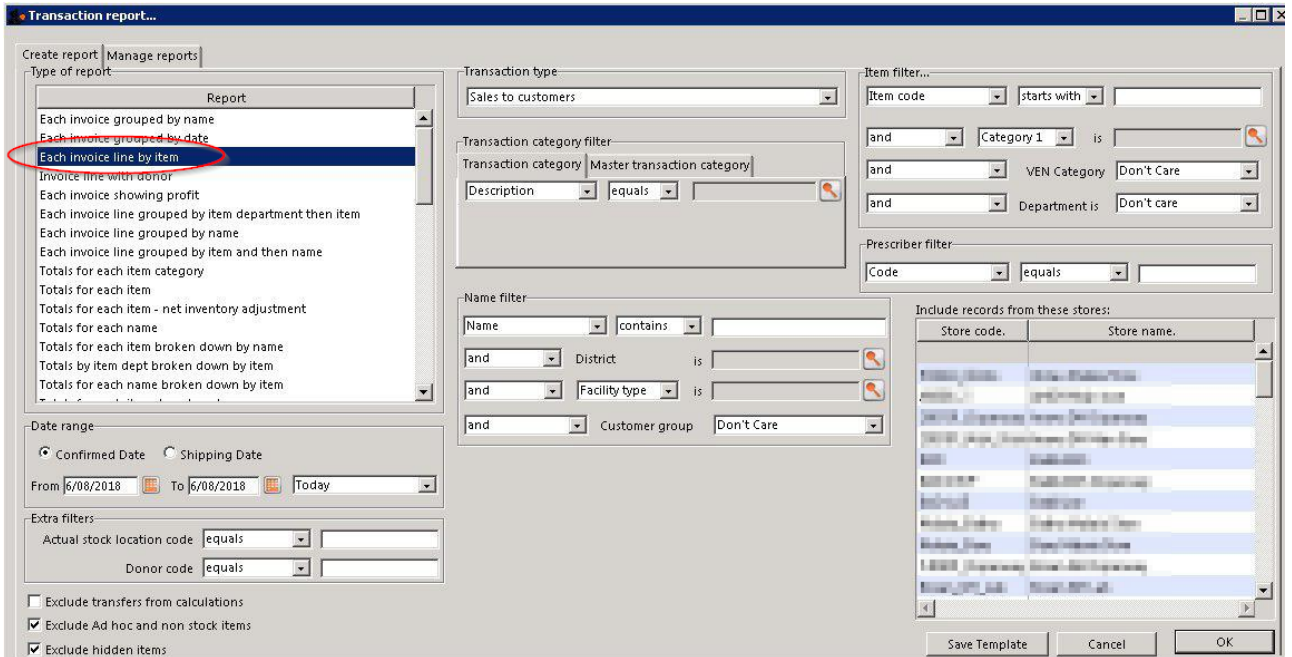 Transaction report...
Create report Manage reports
Type of report
Report
Each invoice grouped by name
Each invoice grouped by date
Each invoice line by item
Invoice line with donor
Each invoice showing profit
Each invoice line grouped by item department then item
Each invoice line grouped by name
Each invoice line grouped by item and then name
Totals for each item category
Totals for each item
Totals for each item - net inventory adjustment
Totals for each name
Totals for each item broken down by name
Totals by item dept broken down by item
Totals for each name broken down by item
Date range
Confirmed Date Shipping Date
From 6/08/2018 To 6/08/2018 Today
Extra filters
Actual stock location code equals
Donor code equals
Exclude transfers from calculations
Exclude Ad hoc and non stock items
Exclude hidden items
Transaction type
Sales to customers
Transaction category filter
Transaction category Master transaction category
Description equals
Name filter
Name contains
and District is
and Facility type is
and Customer group Don't Care
Item filter...
Item code starts with
and Category 1 is
and VEN Category Don't Care
and Department is Don't care
Prescriber filter
Code equals
Include records from these stores:
Store code. Store name.
Save Template Cancel OK